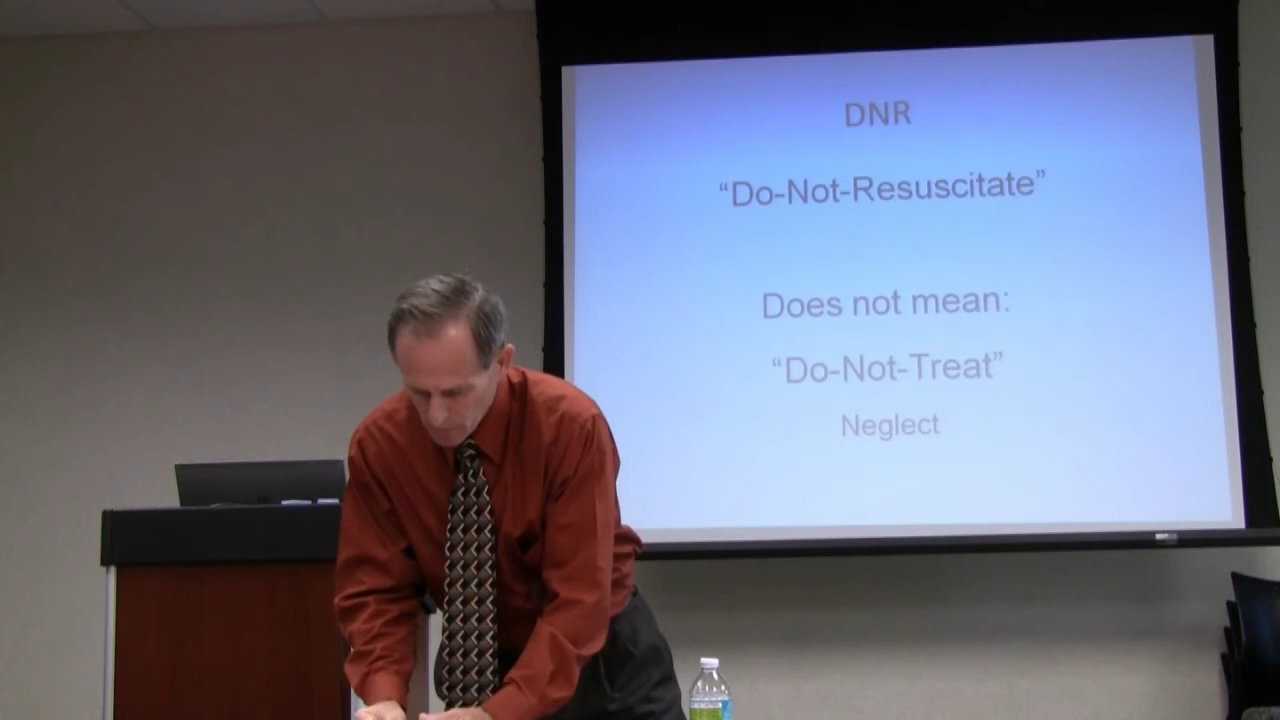 DNR
“Do-Not-Resuscitate”
Does not mean:
“Do-Not-Treat”
Neglect